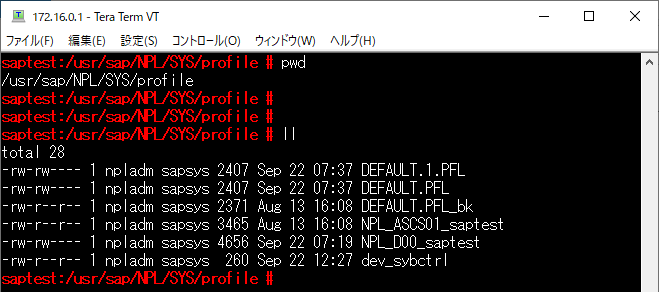 172.16.0.1 - Tera Term VT
ファイル(F) 編集(E) 設定(S) コントロール(O) ウィンドウ(W) ヘルプ(H)
saptest:/usr/sap/NPL/SYS/profile # pwd
/usr/sap/NPL/SYS/profile
saptest:/usr/sap/NPL/SYS/profile #
saptest:/usr/sap/NPL/SYS/profile #
saptest:/usr/sap/NPL/SYS/profile # ll
total 28
-rw-rw---- 1 npladm sapsys 2407 Sep 22 07:37 DEFAULT.1.PFL
-rw-rw---- 1 npladm sapsys 2407 Sep 22 07:37 DEFAULT.PFL
-rw-r--r-- 1 npladm sapsys 2371 Aug 13 16:08 DEFAULT.PFL_bk
-rw-r--r-- 1 npladm sapsys 3465 Aug 13 16:08 NPL_ASCS01_saptest
-rw-rw---- 1 npladm sapsys 4656 Sep 22 07:19 NPL_D00_saptest
-rw-r--r-- 1 npladm sapsys  260 Sep 22 12:27 dev_sybctrl
saptest:/usr/sap/NPL/SYS/profile #